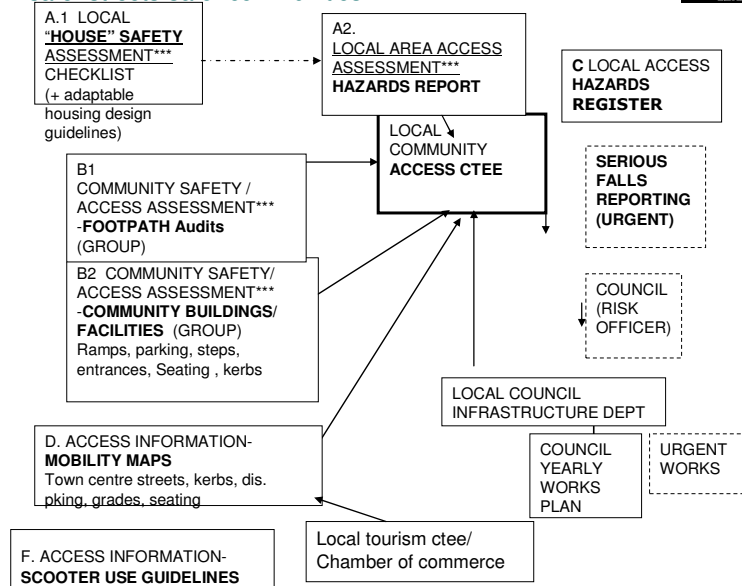 A.1 LOCAL
"HOUSE" SAFETY
ASSESSMENT***
CHECKLIST
(+ adaptable
housing design
guidelines)
A2.
LOCAL AREA ACCESS
ASSESSMENT***
HAZARDS REPORT
C LOCAL ACCESS
HAZARDS
REGISTER
LOCAL
COMMUNITY
ACCESS CTEE
SERIOUS
FALLS
REPORTING
(URGENT)
B1
COMMUNITY SAFETY /
ACCESS ASSESSMENT***
-FOOTPATH Audits
(GROUP)
B2 COMMUNITY SAFETY/
ACCESS ASSESSMENT***
-COMMUNITY BUILDINGS/
FACILITIES (GROUP)
Ramps, parking, steps,
entrances, Seating , kerbs
COUNCIL
(RISK
OFFICER)
LOCAL COUNCIL
INFRASTRUCTURE DEPT
COUNCIL
YEARLY
WORKS
PLAN
URGENT
WORKS
D. ACCESS INFORMATION-
MOBILITY MAPS
Town centre streets, kerbs, dis.
pking, grades, seating
Local tourism ctee/
Chamber of commerce
F. ACCESS INFORMATION-
SCOOTER USE GUIDELINES